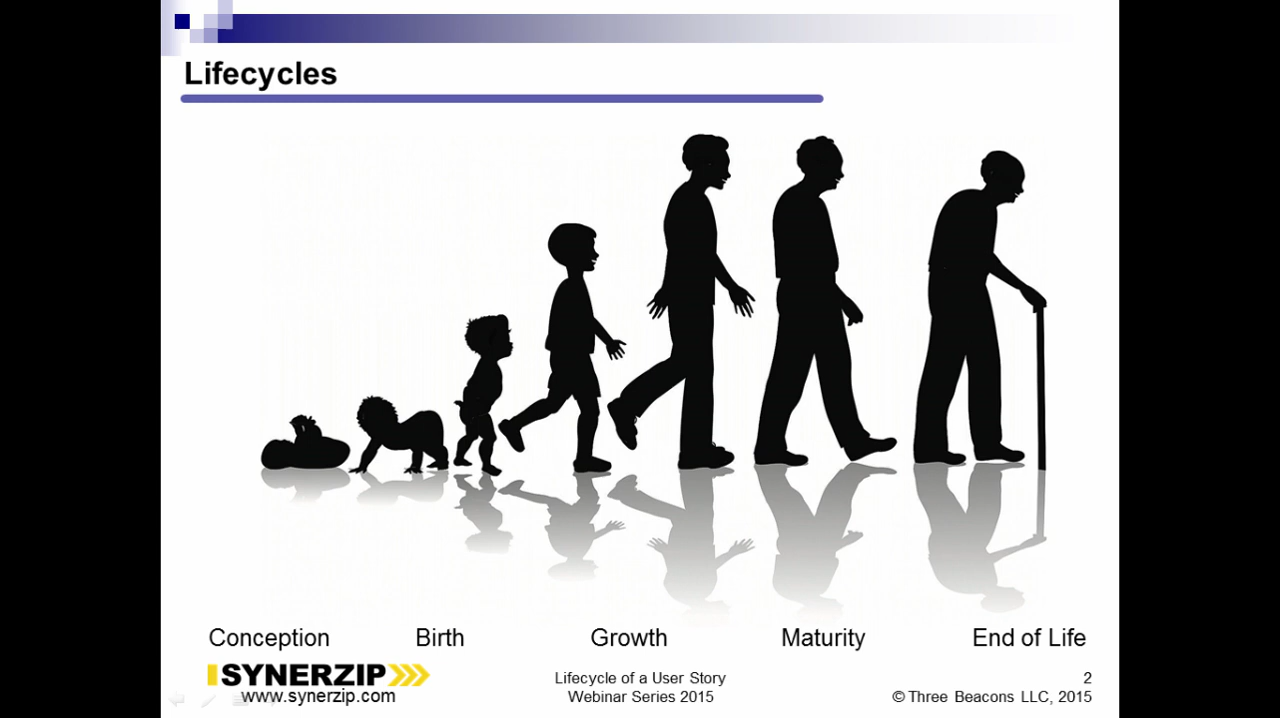 Lifecycles
Conception Birth Growth Maturity End of Life
SYNERZIP
www.synerzip.com
Lifecycle of a User Story
Webinar Series 2015
2
© Three Beacons LLC, 2015